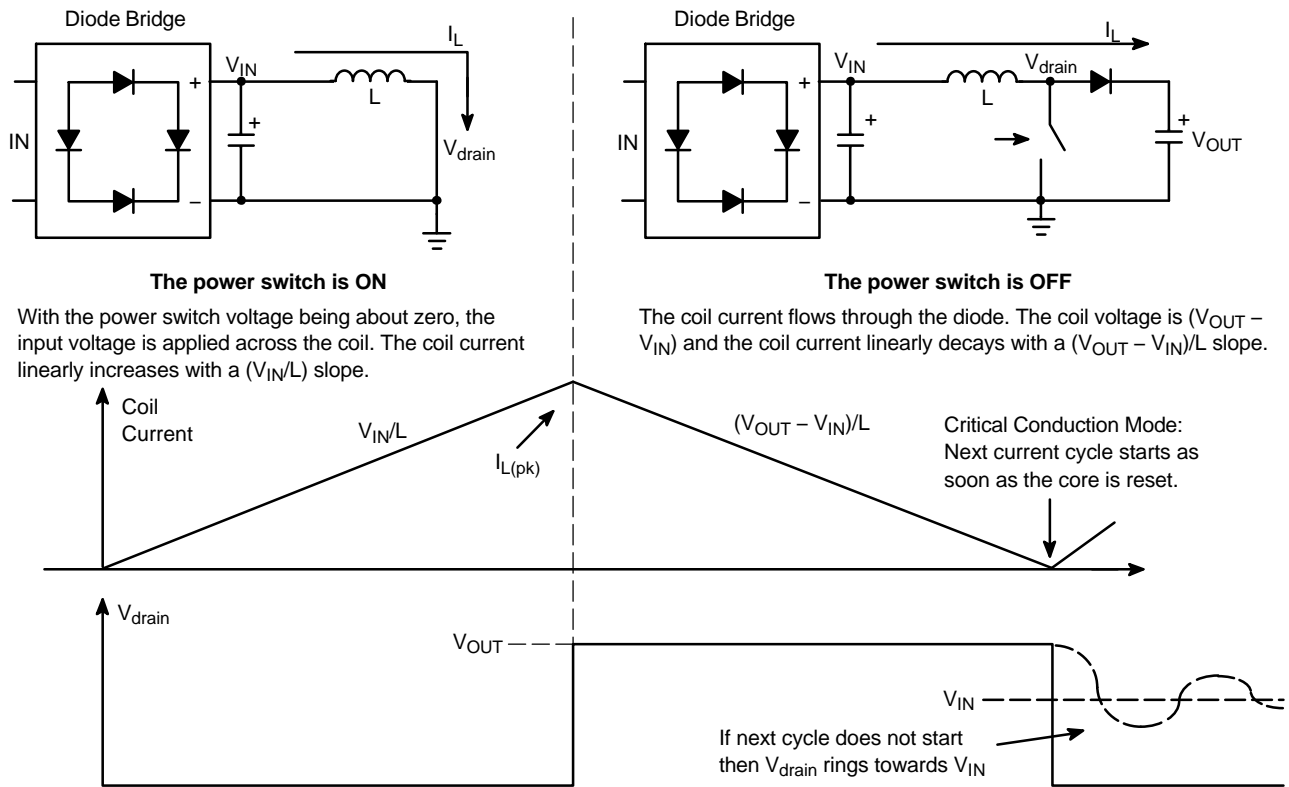 Diode Bridge
IN
+
–
VIN
+
L
IL
Vdrain
The power switch is ON
With the power switch voltage being about zero, the
input voltage is applied across the coil. The coil current
linearly increases with a (VIN/L) slope.
Diode Bridge
IN
+
–
VIN
+
L
IL
Vdrain
+
VOUT
The power switch is OFF
The coil current flows through the diode. The coil voltage is (VOUT –
VIN) and the coil current linearly decays with a (VOUT – VIN)/L slope.
Coil
Current
VIN/L
IL(pk)
(VOUT – VIN)/L
Critical Conduction Mode:
Next current cycle starts as
soon as the core is reset.
Vdrain
VOUT
VIN
If next cycle does not start
then Vdrain rings towards VIN